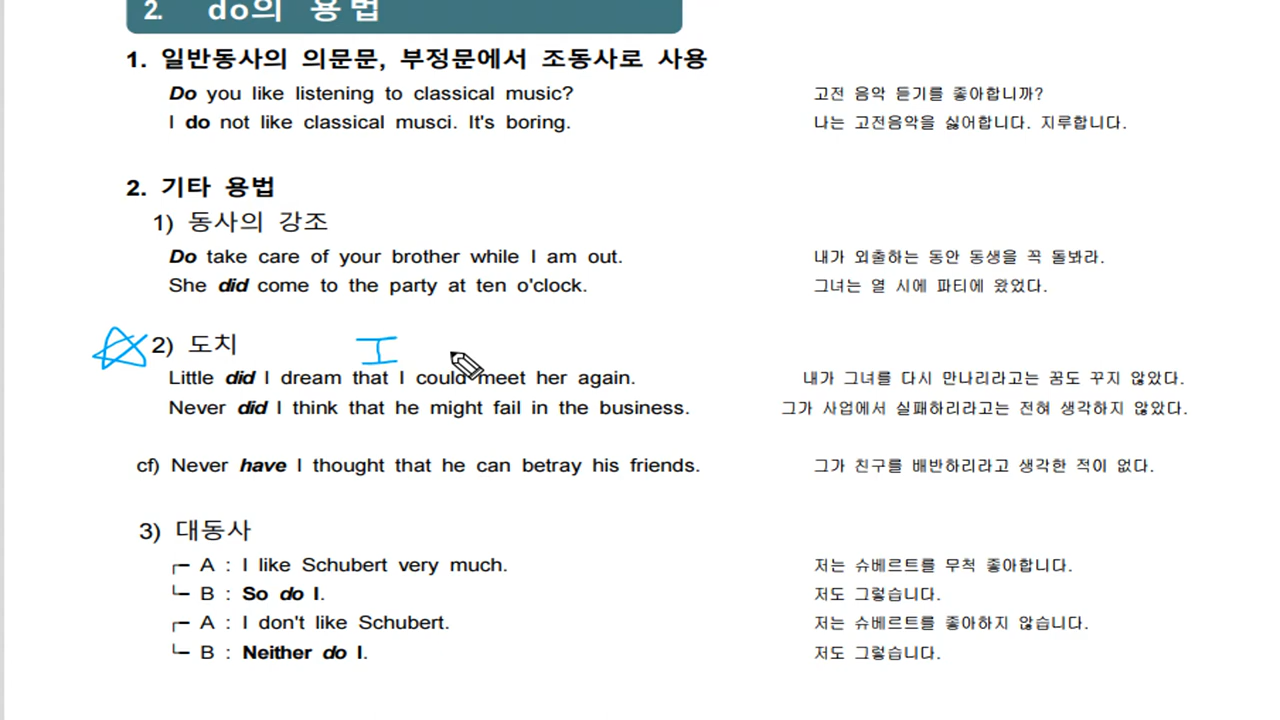 2. do의 용법
1. 일반동사의 의문문, 부정문에서 조동사로 사용
Do you like listening to classical music? 고전 음악 듣기를 좋아합니까?
I do not like classical musci. It's boring. 나는 고전음악을 싫어합니다. 지루합니다.
2. 기타 용법
1) 동사의 강조
Do take care of your brother while I am out. 내가 외출하는 동안 동생을 꼭 돌봐라.
She did come to the party at ten o'clock. 그녀는 열 시에 파티에 왔었다.
2) 도치 I
Little did I dream that I could meet her again. 내가 그녀를 다시 만나리라고는 꿈도 꾸지 않았다.
Never did I think that he might fail in the business. 그가 사업에서 실패하리라고는 전혀 생각하지 않았다.
cf) Never have I thought that he can betray his friends. 그가 친구를 배반하리라고 생각한 적이 없다.
3) 대동사
┌─ A : I like Schubert very much. 저는 슈베르트를 무척 좋아합니다.
└─ B : So do I. 저도 그렇습니다.
┌─ A : I don't like Schubert. 저는 슈베르트를 좋아하지 않습니다.
└─ B : Neither do I. 저도 그렇습니다.